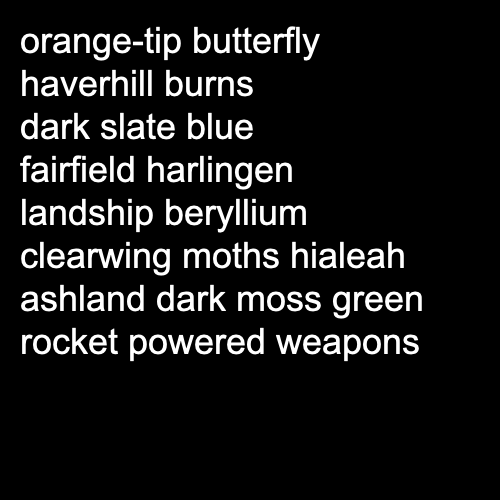 orange-tip butterfly
haverhill burns
dark slate blue
fairfield harlingen
landship beryllium
clearwing moths hialeah
ashland dark moss green
rocket powered weapons